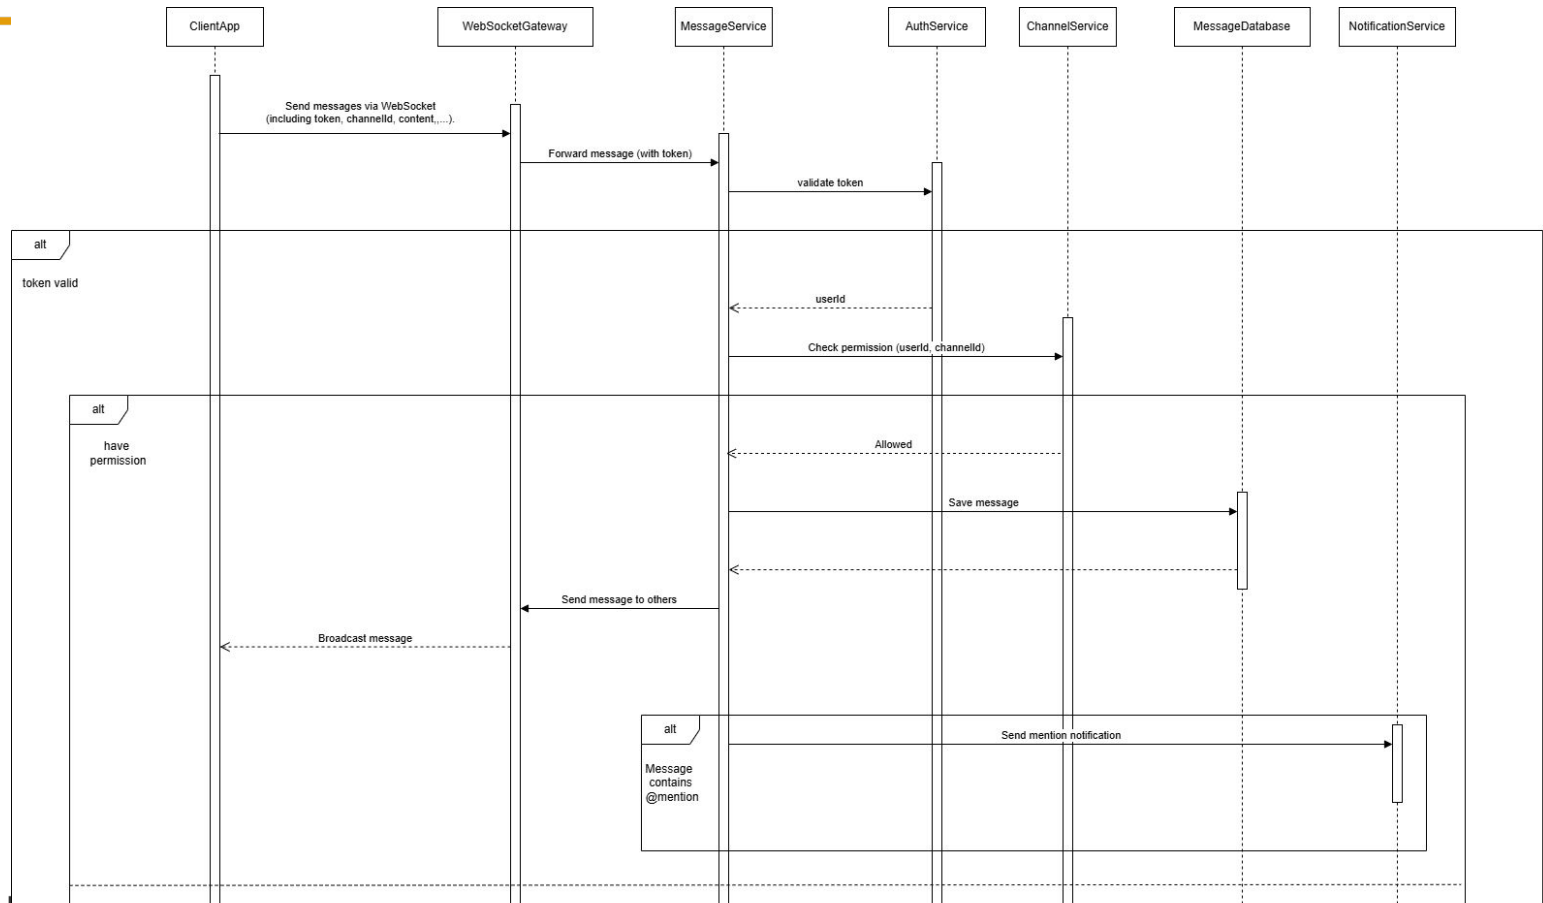 ClientApp
WebSocketGateway
MessageService
AuthService
ChannelService
MessageDatabase
NotificationService
Send messages via WebSocket
(including token, channelId, content,,...).
Forward message (with token)
validate token
alt
token valid
userId
Check permission (userId, channelId)
alt
have
permission
Allowed
Save message
Send message to others
Broadcast message
alt
Send mention notification
Message
contains
@mention